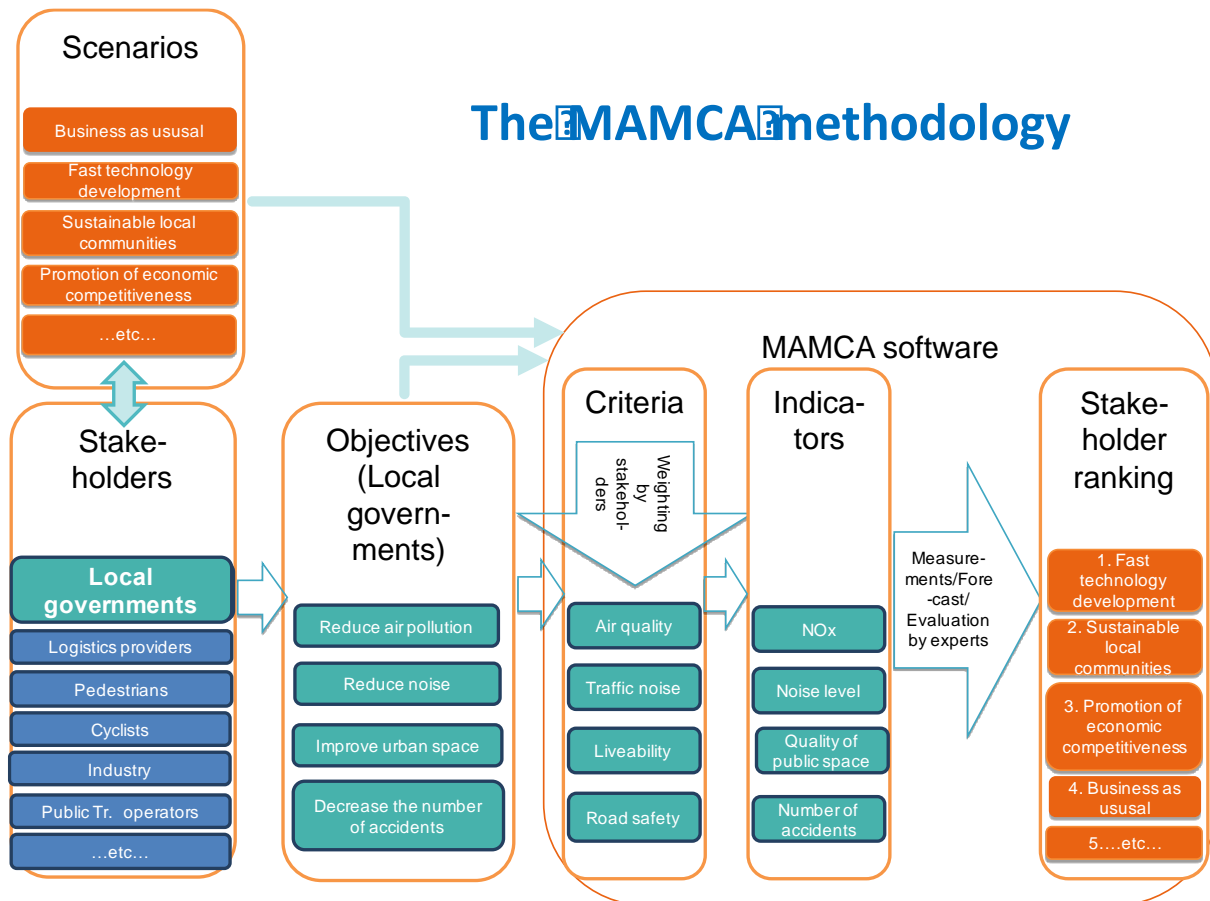 Scenarios
Business as ususal
Fast technology
development
Sustainable local
communities
Promotion of economic
competitiveness
…etc…
The⍰MAMCA⍰methodology
Stake-
holders
Local
governments
Logistics providers
Pedestrians
Cyclists
Industry
Public Tr. operators
…etc…
Objectives
(Local
govern-
ments)
Reduce air pollution
Reduce noise
Improve urban space
Decrease the number
of accidents
MAMCA software
Criteria
Weighting
by
stakehol-
ders
Air quality
Traffic noise
Liveability
Road safety
Indica-
tors
NOx
Noise level
Quality of
public space
Number of
accidents
Measure-
ments/Fore
-cast/
Evaluation
by experts
Stake-
holder
ranking
1. Fast
technology
development
2. Sustainable
local
communities
3. Promotion of
economic
competitiveness
4. Business as
ususal
5….etc…